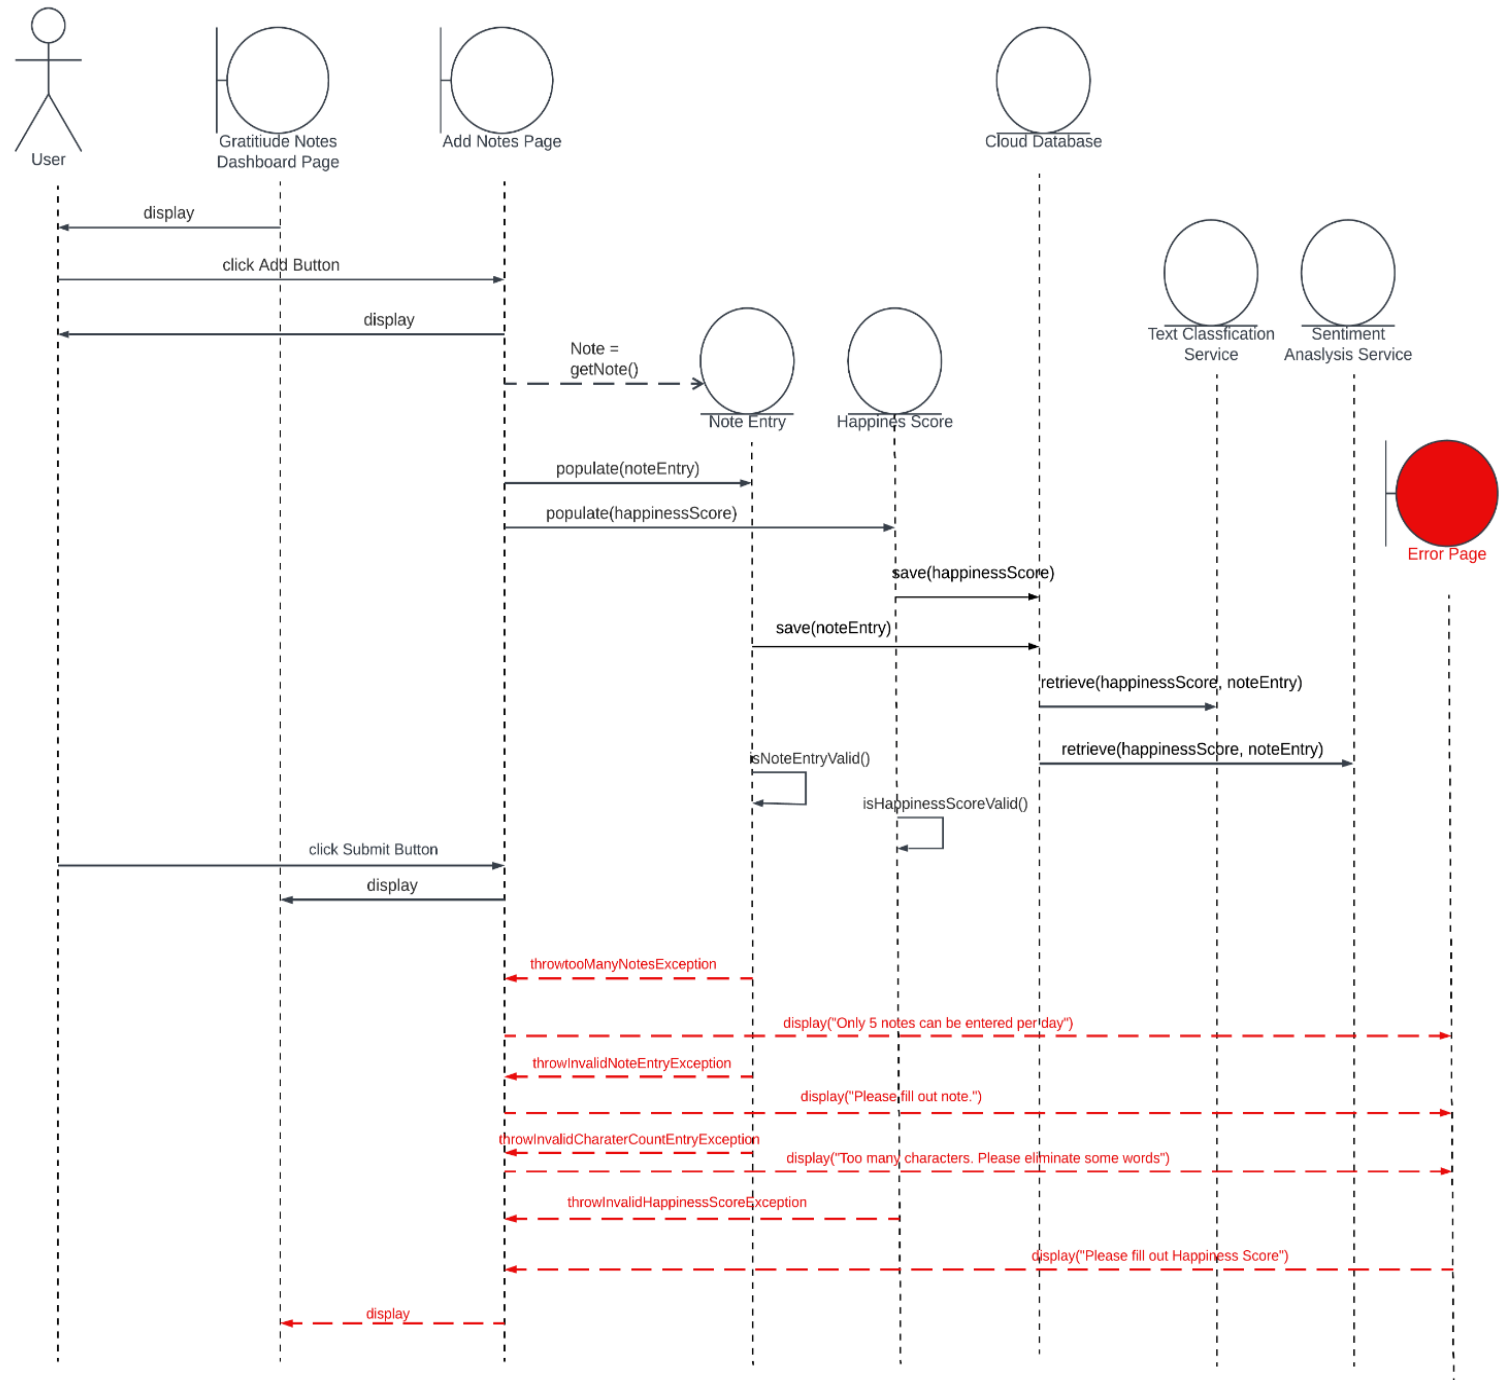 User
Gratitiude Notes
Dashboard Page
Add Notes Page
Cloud Database
display
click Add Button
display
Text Classfication
Service
Sentiment
Anaslysis Service
Note =
getNote()
Note Entry
Happines Score
populate(noteEntry)
populate(happinessScore)
Error Page
save(happinessScore)
save(noteEntry)
retrieve(happinessScore, noteEntry)
retrieve(happinessScore, noteEntry)
isNoteEntryValid()
isHappinessScoreValid()
click Submit Button
display
throwtooManyNotesException
display("Only 5 notes can be entered per day")
throwInvalidNoteEntryException
display("Please fill out note.")
throwInvalidCharaterCountEntryException
display("Too many characters. Please eliminate some words")
throwInvalidHappinessScoreException
display("Please fill out Happiness Score")
display